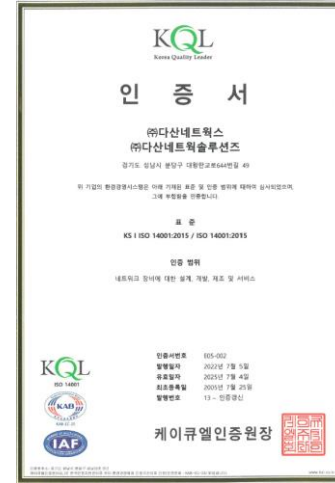 KQL
Korea Quality Leader
인 증 서
㈜다산네트웍스
㈜다산네트웍솔루션즈
경기도 성남시 분당구 대왕판교로644번길 49
위 기업의 환경경영시스템은 아래 기재된 표준 및 인증 범위에 대하여 심사되었으며,
그에 부합함을 인증합니다.
표 준
KS I ISO 14001:2015 / ISO 14001:2015
인증 범위
네트워크 장비에 대한 설계, 개발, 제조 및 서비스
인증서번호 E05-002
발행일자 2022년 7월 5일
유효일자 2025년 7월 4일
최초등록일 2005년 7월 25일
발행번호 13 – 인증갱신
KQL
ISO 14001
KAB
IAF
케이큐엘인증원장